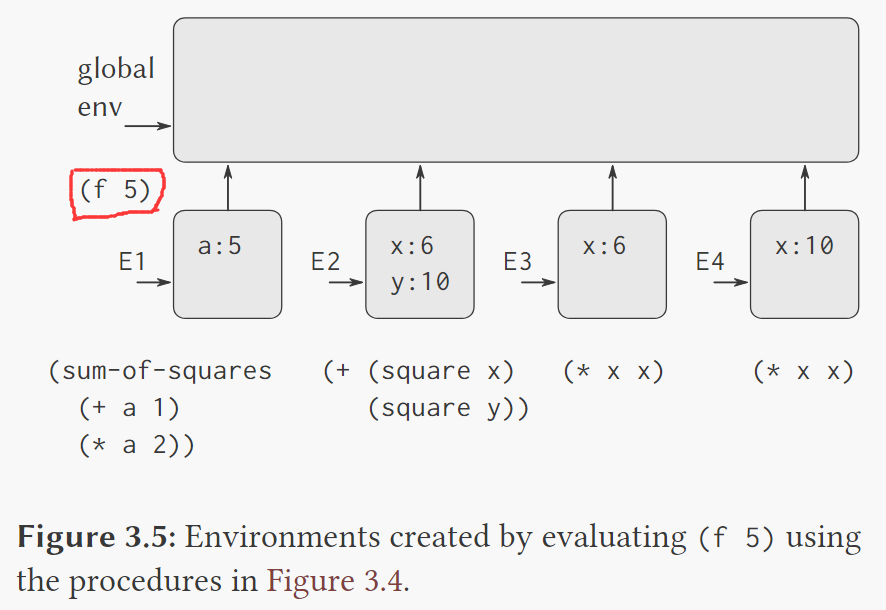 global
env
(f 5)
E1
a:5
E2
x:6
y:10
E3
x:6
E4
x:10
(sum-of-squares
(+ a 1)
(* a 2))
(+ (square x)
(square y))
(* x x)
(* x x)
Figure 3.5: Environments created by evaluating (f 5) using
the procedures in Figure 3.4.